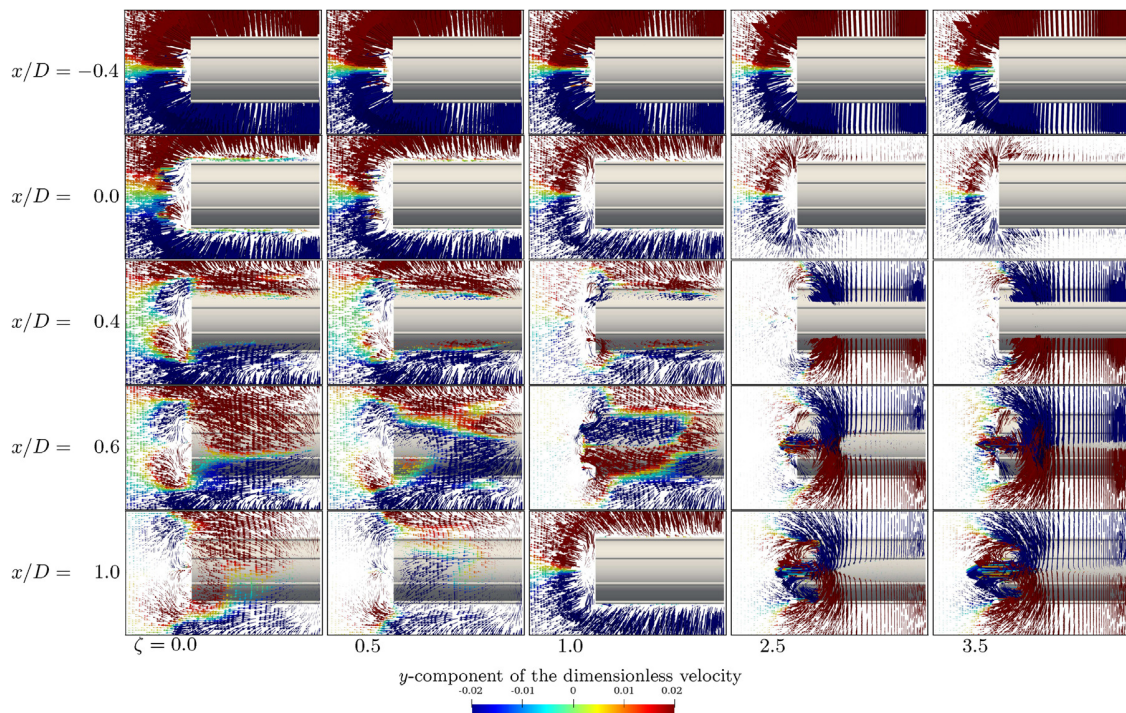 x/D = −0.4
x/D = 0.0
x/D = 0.4
x/D = 0.6
x/D = 1.0
ζ = 0.0 0.5 1.0 2.5 3.5
y-component of the dimensionless velocity
-0.02 -0.01 0 0.01 0.02